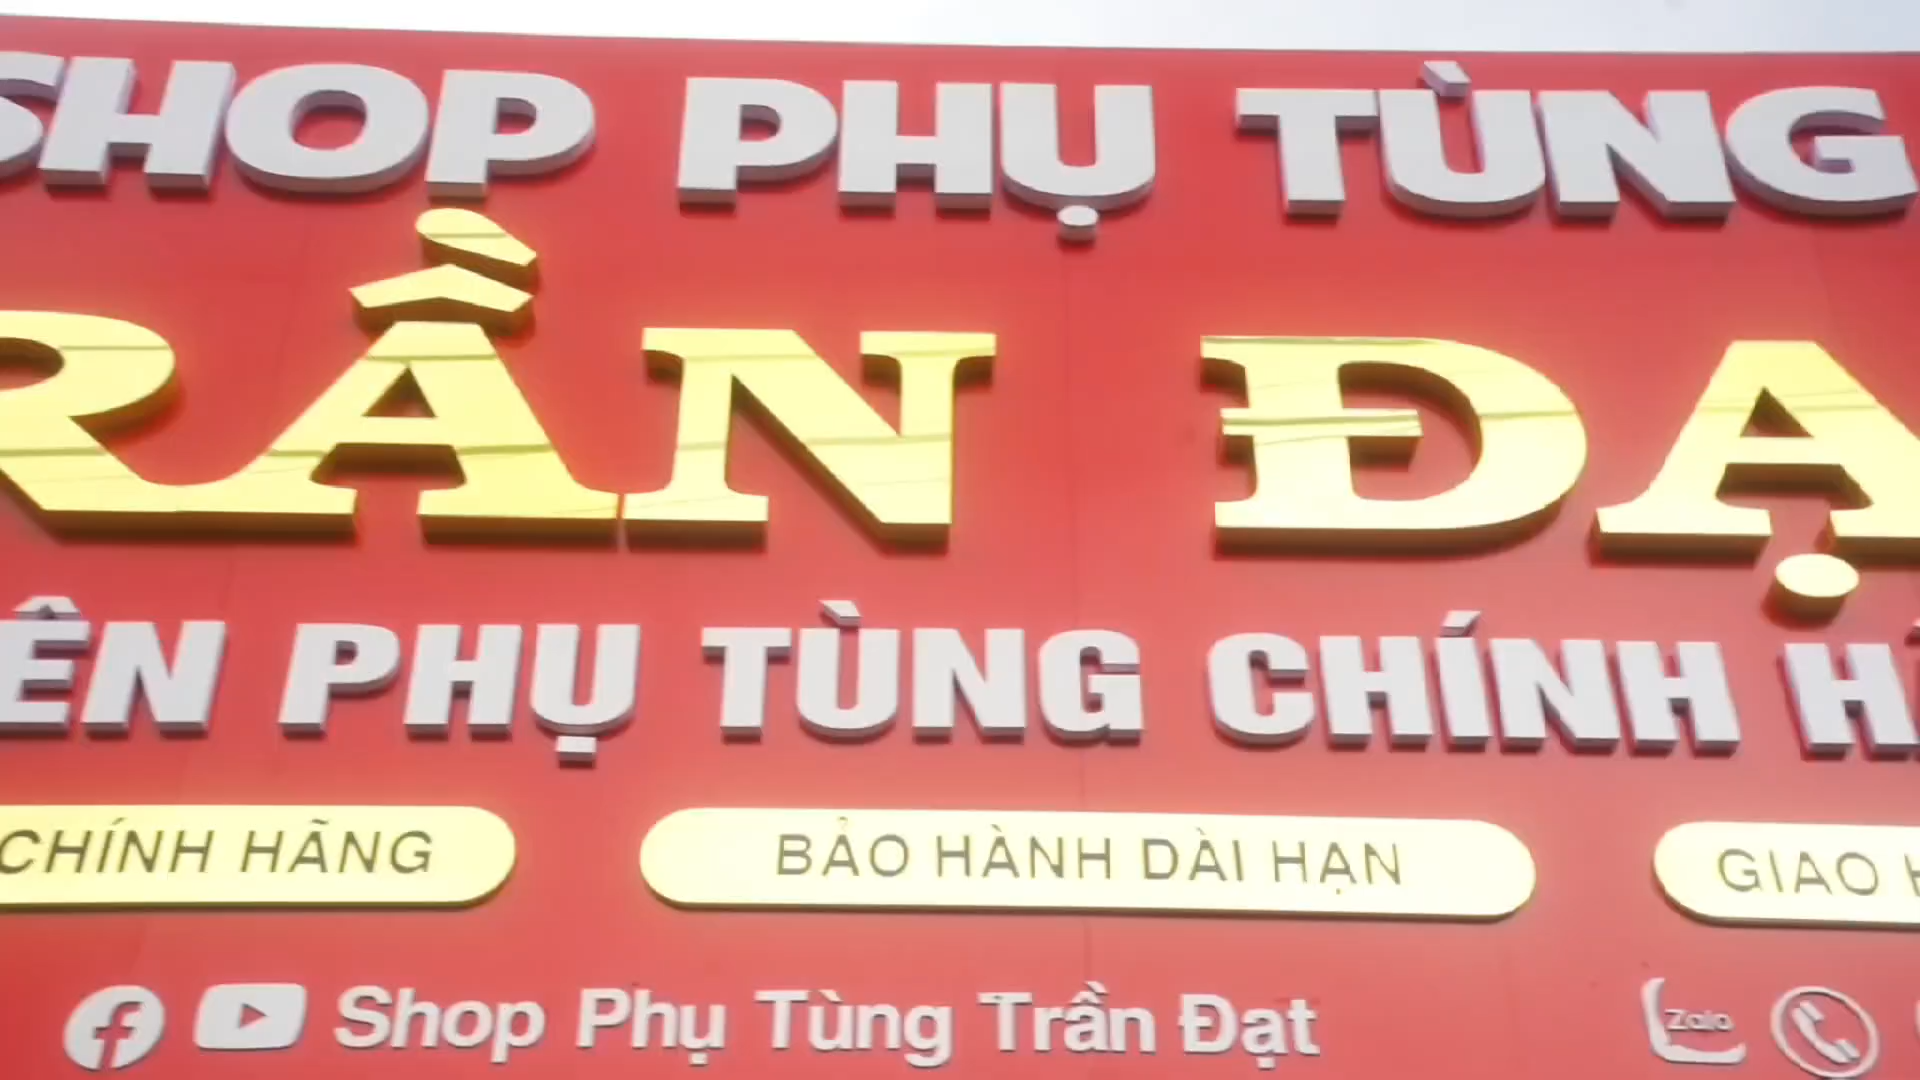 SHOP PHỤ TÙNG
RẦN ĐẠ
ÊN PHỤ TÙNG CHÍNH H
CHÍNH HÃNG BẢO HÀNH DÀI HẠN GIAO
Shop Phụ Tùng Trần Đạt Zalo